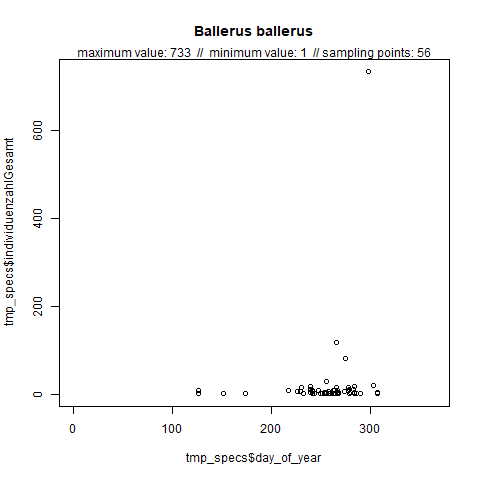 Ballerus ballerus
maximum value: 733 // minimum value: 1 // sampling points: 56
tmp_specs$individuenzahlGesamt
600
400
200
0
0 100 200 300
tmp_specs$day_of_year